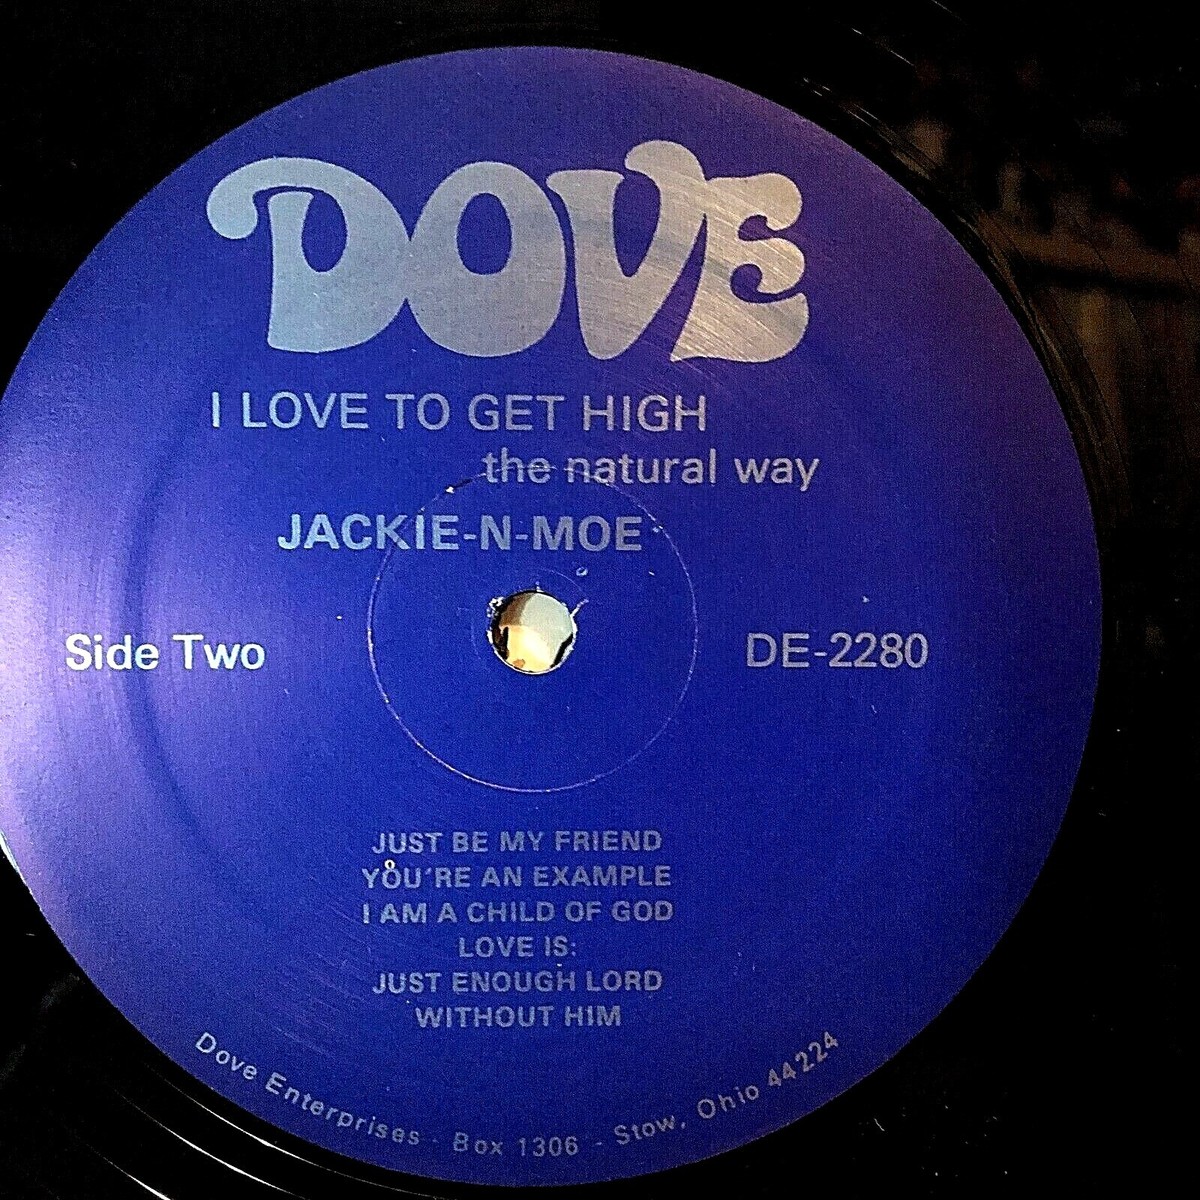 DOVE
I LOVE TO GET HIGH
the natural way
JACKIE-N-MOE
Side Two
DE-2280
JUST BE MY FRIEND
YOU'RE AN EXAMPLE
I AM A CHILD OF GOD
LOVE IS:
JUST ENOUGH LORD
WITHOUT HIM
Dove Enterprises · Box 1306 - Stow, Ohio 44224